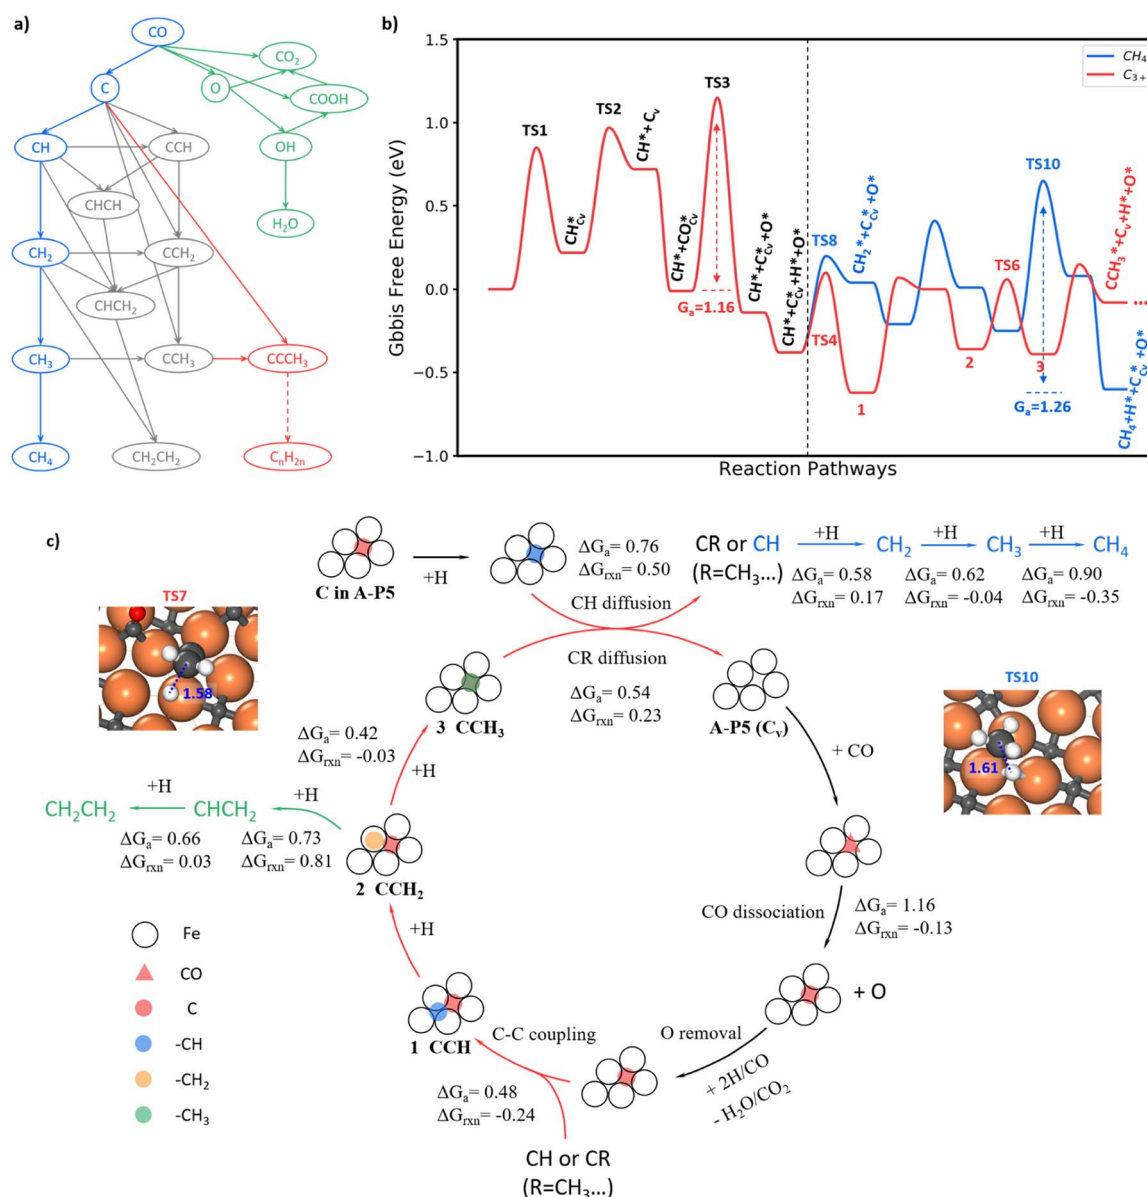 a)
CO
CO2
C
O
COOH
CH
CCH
OH
CHCH
H2O
CH2
CCH2
CHCH2
CH3
CCH3
CCCH3
CH4
CH2CH2
CnH2n
b)
Gbbis Free Energy (eV)
1.5
1.0
0.5
0.0
−0.5
−1.0
CH4
C3+
TS1
TS2
TS3
TS10
CH*Cv
CH*+Cv
CH*+CO*Cv
Ga=1.16
CH*+C*Cv+O*
CH*+C*Cv+H*+O*
TS8
TS4
CH2*+C*Cv+O*
1
2
TS6
3
Ga=1.26
CCH3*+Cv+H*+O*
...
CH4+H*+C*Cv+O*
Reaction Pathways
c)
C in A-P5
+H
ΔGa= 0.76
ΔGrxn= 0.50
CH diffusion
CR or CH
(R=CH3...)
+H
CH2
+H
CH3
+H
CH4
ΔGa= 0.58
ΔGrxn= 0.17
ΔGa= 0.62
ΔGrxn= -0.04
ΔGa= 0.90
ΔGrxn= -0.35
TS7
1.58
CR diffusion
ΔGa= 0.54
ΔGrxn= 0.23
3 CCH3
A-P5 (Cv)
TS10
1.61
ΔGa= 0.42
ΔGrxn= -0.03
+H
+ CO
CH2CH2
+H
CHCH2
+H
ΔGa= 0.66
ΔGrxn= 0.03
ΔGa= 0.73
ΔGrxn= 0.81
2 CCH2
CO dissociation
ΔGa= 1.16
ΔGrxn= -0.13
+H
+ O
Fe
CO
C
-CH
-CH2
-CH3
1 CCH
C-C coupling
O removal
+ 2H/CO
- H2O/CO2
ΔGa= 0.48
ΔGrxn= -0.24
CH or CR
(R=CH3...)